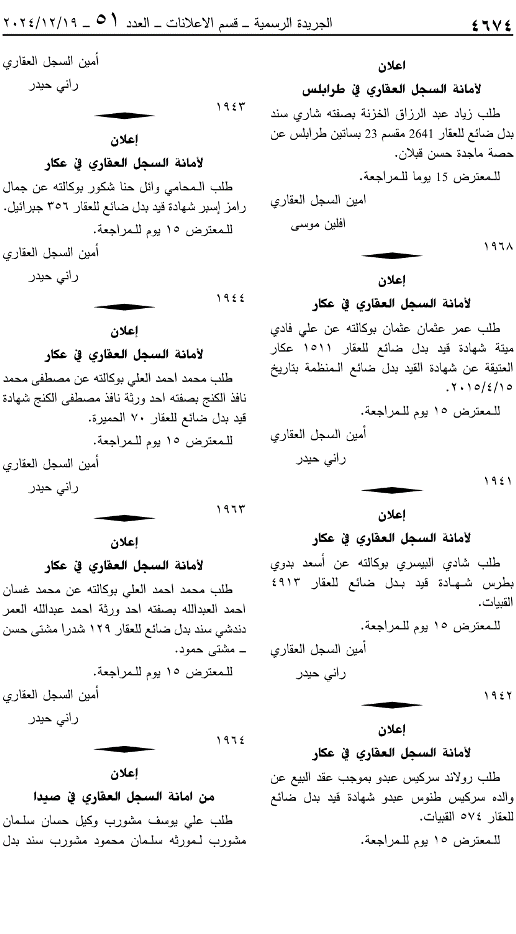 ٤٦٧٤
الجريدة الرسمية – قسم الاعلانات – العدد ٥١ – ٢٠٢٤/١٢/١٩
اعلان
لأمانة السجل العقاري في طرابلس
طلب زياد عبد الرزاق الخزنة بصفته شاري سند
بدل ضائع للعقار 2641 مقسم 23 بساتين طرابلس عن
حصة ماجدة حسن قبلان.
للمعترض 15 يوما للمراجعة.
امين السجل العقاري
افلين موسى
١٩٦٨
إعلان
لأمانة السجل العقاري في عكار
طلب عمر عثمان عثمان بوكالته عن علي فادي
ميتة شهادة قيد بدل ضائع للعقار ١٥١١ عكار
العتيقة عن شهادة القيد بدل ضائع المنظمة بتاريخ
٢٠١٥/٤/١٥.
للمعترض ١٥ يوم للمراجعة.
أمين السجل العقاري
راني حيدر
١٩٤١
إعلان
لأمانة السجل العقاري في عكار
طلب شادي البيسري بوكالته عن أسعد بدوي
بطرس شهادة قيد بدل ضائع للعقار ٤٩١٣
القبيات.
للمعترض ١٥ يوم للمراجعة.
أمين السجل العقاري
راني حيدر
١٩٤٢
إعلان
لأمانة السجل العقاري في عكار
طلب رولاند سركيس عبدو بموجب عقد البيع عن
والده سركيس طنوس عبدو شهادة قيد بدل ضائع
للعقار ٥٧٤ القبيات.
للمعترض ١٥ يوم للمراجعة.
أمين السجل العقاري
راني حيدر
١٩٤٣
إعلان
لأمانة السجل العقاري في عكار
طلب المحامي وائل حنا شكور بوكالته عن جمال
رامز إسبر شهادة قيد بدل ضائع للعقار ٣٥٦ جبرائيل.
للمعترض ١٥ يوم للمراجعة.
أمين السجل العقاري
راني حيدر
١٩٤٤
إعلان
لأمانة السجل العقاري في عكار
طلب محمد احمد العلي بوكالته عن مصطفى محمد
نافذ الكنج بصفته احد ورثة نافذ مصطفى الكنج شهادة
قيد بدل ضائع للعقار ٧٠ الحميرة.
للمعترض ١٥ يوم للمراجعة.
أمين السجل العقاري
راني حيدر
١٩٦٣
إعلان
لأمانة السجل العقاري في عكار
طلب محمد احمد العلي بوكالته عن محمد غسان
احمد العبدالله بصفته احد ورثة احمد عبدالله العمر
دندشي سند بدل ضائع للعقار ١٢٩ شدرا مشتى حسن
– مشتى حمود.
للمعترض ١٥ يوم للمراجعة.
أمين السجل العقاري
راني حيدر
١٩٦٤
إعلان
من امانة السجل العقاري في صيدا
طلب علي يوسف مشورب وكيل حسان سلمان
مشورب لمورثه سلمان محمود مشورب سند بدل